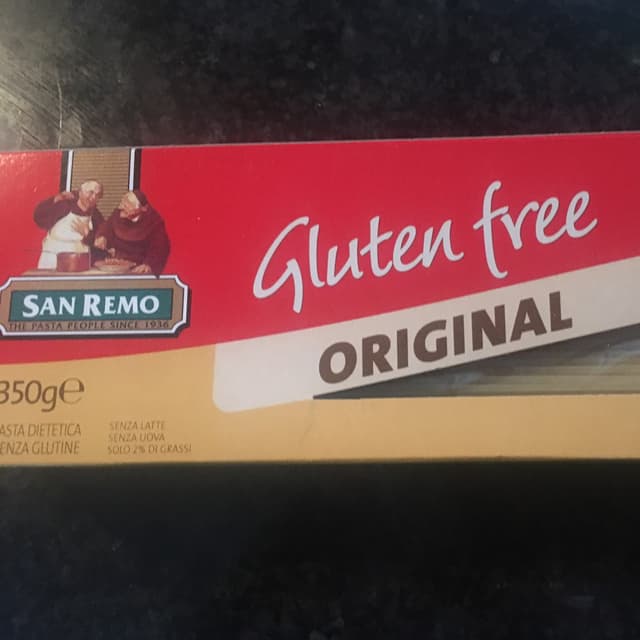 Gluten free
ORIGINAL
SAN REMO
THE PASTA PEOPLE SINCE 1936
350g℮
ASTA DIETETICA
ENZA GLUTINE
SENZA LATTE
SENZA UOVA
SOLO 2% DI GRASSI